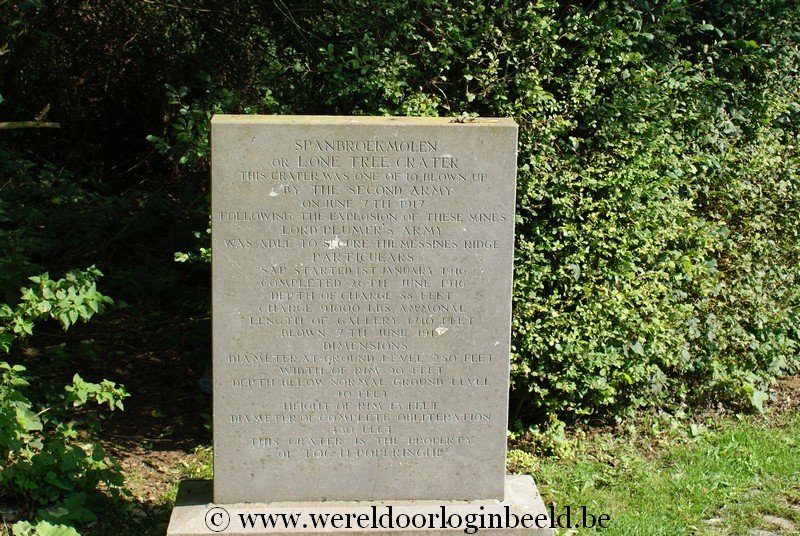 SPANBROEKMOLEN
OR LONE TREE CRATER
THIS CRATER WAS ONE OF 19 BLOWN UP
BY THE SECOND ARMY
ON JUNE 7TH 1917
FOLLOWING THE EXPLOSION OF THESE MINES
LORD PLUMER'S ARMY
WAS ABLE TO SECURE THE MESSINES RIDGE
PARTICULARS
SAP STARTED 1ST JANUARY 1916
COMPLETED 26TH JUNE 1916
DEPTH OF CHARGE 88 FEET
CHARGE 91000 LBS AMMONAL
LENGTH OF GALLERY 1710 FEET
BLOWN 7TH JUNE 1917
DIMENSIONS
DIAMETER AT GROUND LEVEL 250 FEET
WIDTH OF RIM 90 FEET
DEPTH BELOW NORMAL GROUND LEVEL
40 FEET
HEIGHT OF RIM 13 FEET
DIAMETER OF COMPLETE OBLITERATION
430 FEET
THIS CRATER IS THE PROPERTY
OF TOC·H POPERINGHE
© www.wereldoorloginbeeld.be